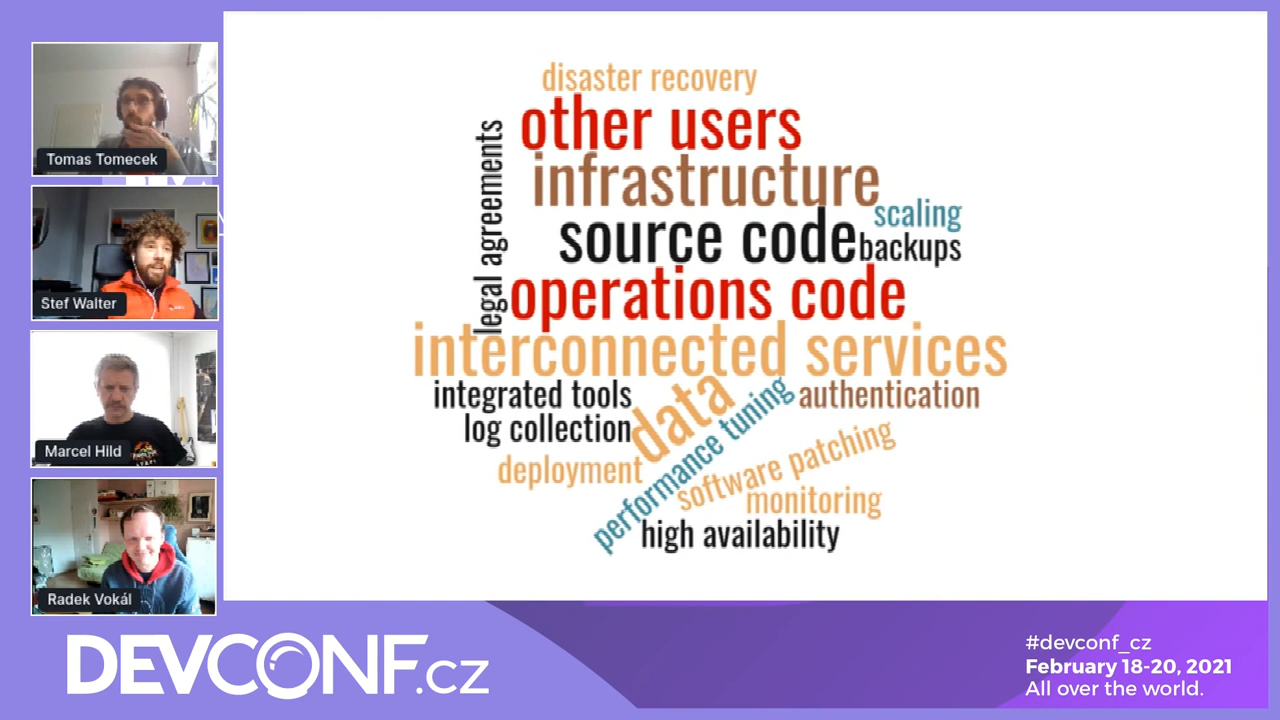 Tomas Tomecek
Stef Walter
Marcel Hild
Radek Vokál
disaster recovery
other users
infrastructure
legal agreements
scaling
source code
backups
operations code
interconnected services
integrated tools
data
authentication
log collection
performance tuning
deployment
software patching
monitoring
high availability
DEVCONF.cz
#devconf_cz
February 18-20, 2021
All over the world.